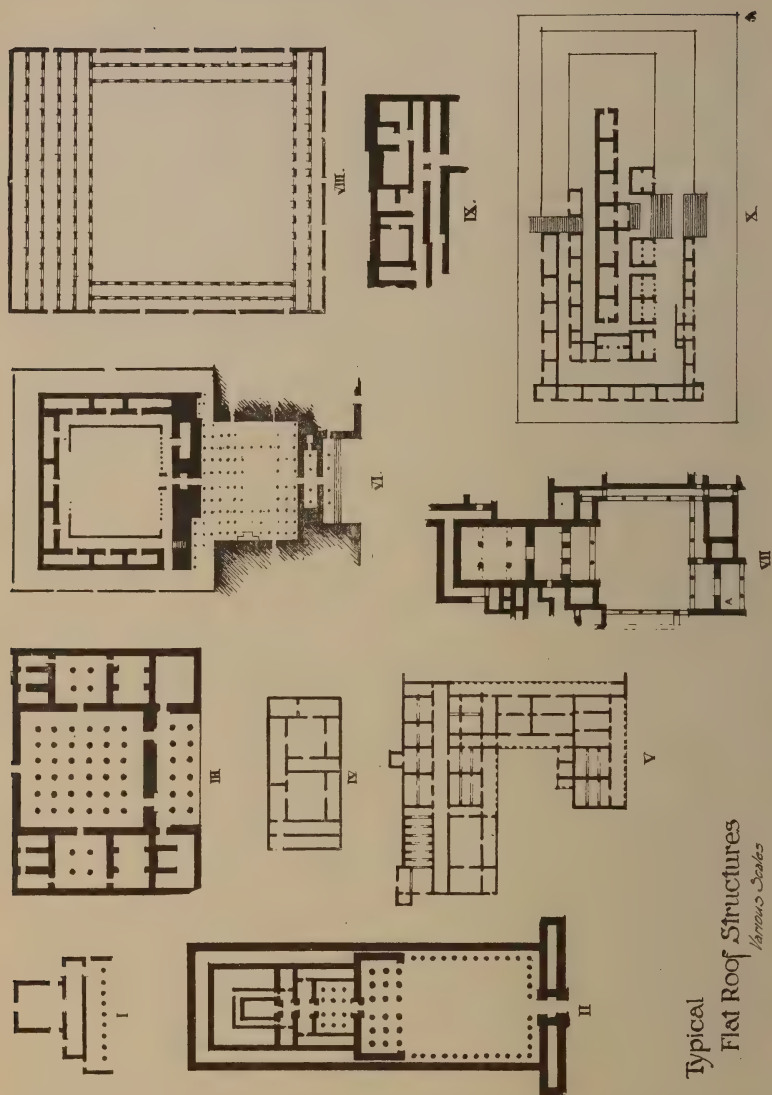 I
II
III.
IV.
V
VI.
VII
A
VIII.
IX.
X.
Typical
Flat Roof Structures
Various Scales